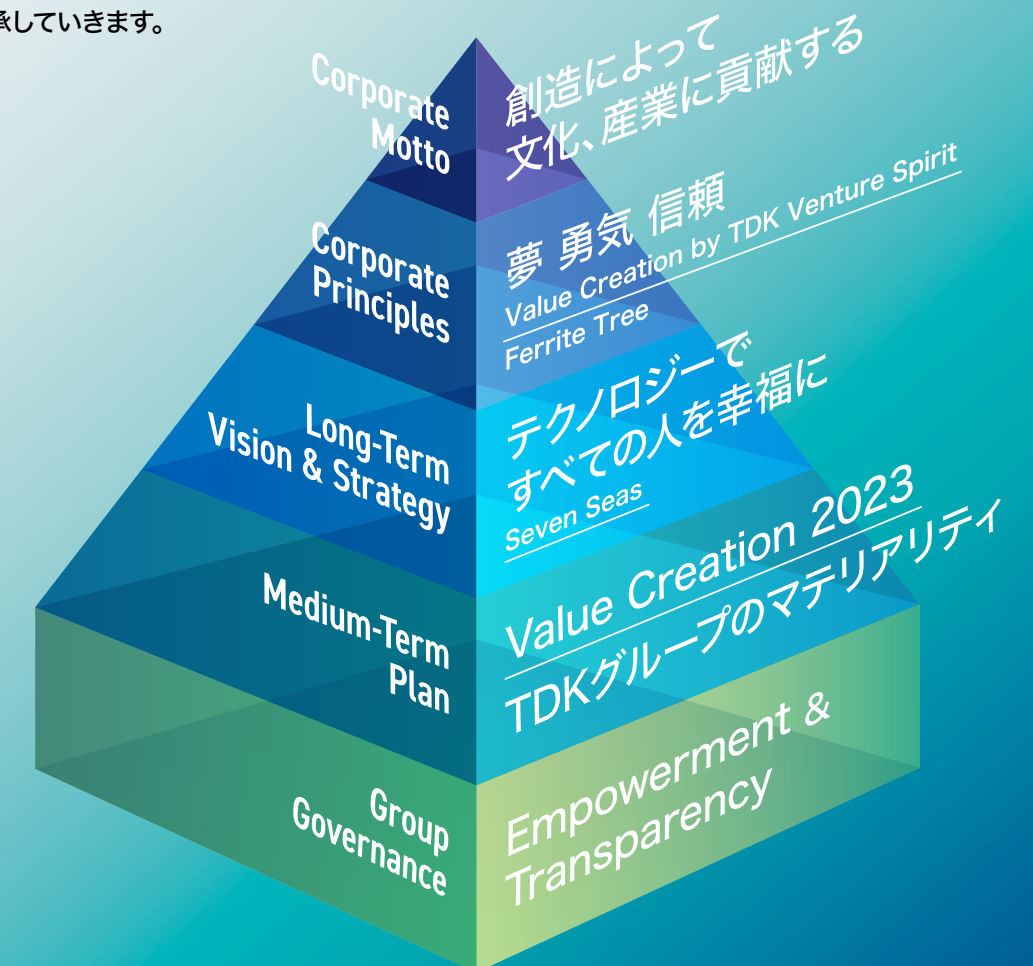 承していきます。
Corporate
Motto
創造によって
文化、産業に貢献する
Corporate
Principles
夢 勇気 信頼
Value Creation by TDK Venture Spirit
Ferrite Tree
Long-Term
Vision & Strategy
テクノロジーで
すべての人を幸福に
Seven Seas
Medium-Term
Plan
Value Creation 2023
TDKグループのマテリアリティ
Group
Governance
Empowerment &
Transparency